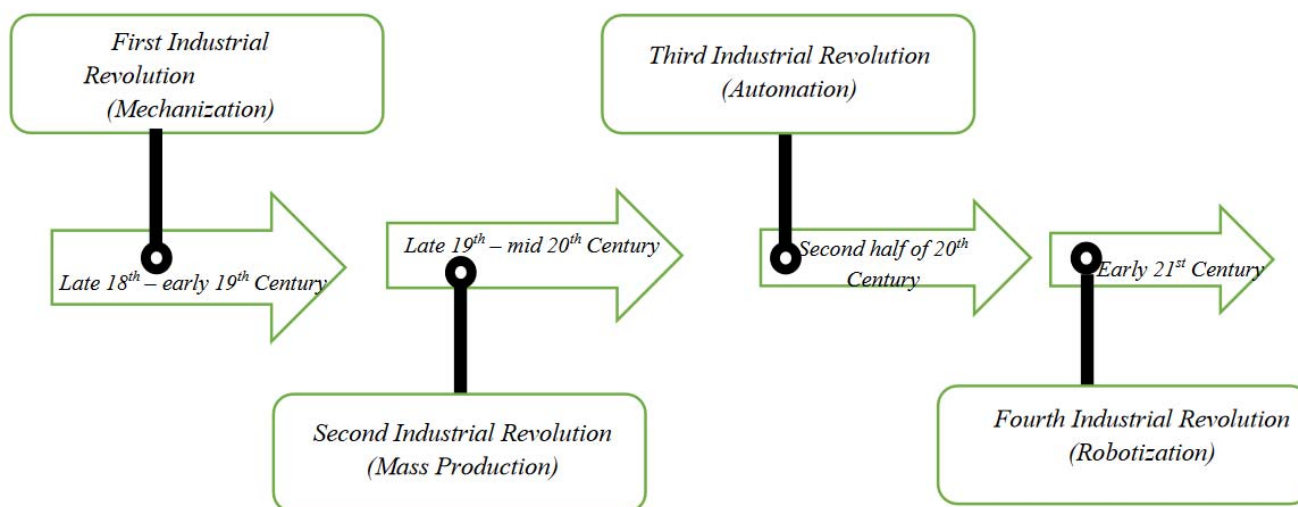 First Industrial
Revolution
(Mechanization)
Late 18th – early 19th Century
Late 19th – mid 20th Century
Second Industrial Revolution
(Mass Production)
Third Industrial Revolution
(Automation)
Second half of 20th
Century
Early 21st Century
Fourth Industrial Revolution
(Robotization)